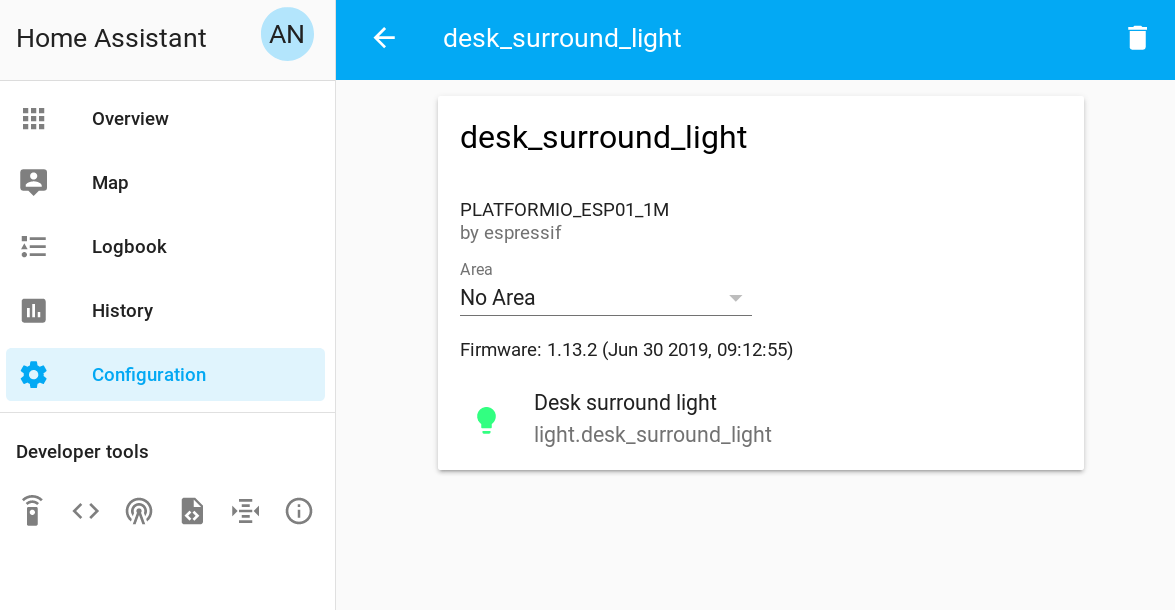 Home Assistant
AN
Overview
Map
Logbook
History
Configuration
Developer tools
desk_surround_light
desk_surround_light
PLATFORMIO_ESP01_1M
by espressif
Area
No Area
Firmware: 1.13.2 (Jun 30 2019, 09:12:55)
Desk surround light
light.desk_surround_light